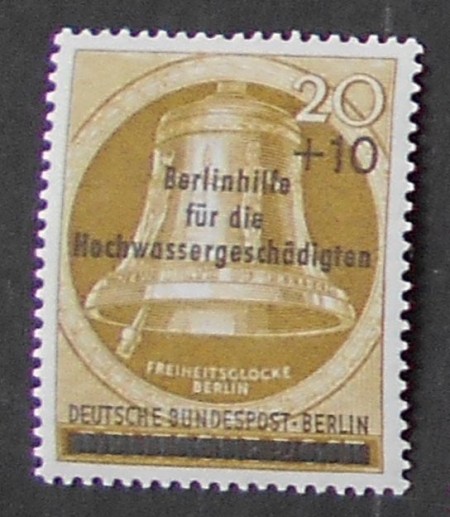 20
+10
Berlinhilfe
für die
Hochwassergeschädigten
FREIHEITSGLOCKE
BERLIN
DEUTSCHE BUNDESPOST·BERLIN